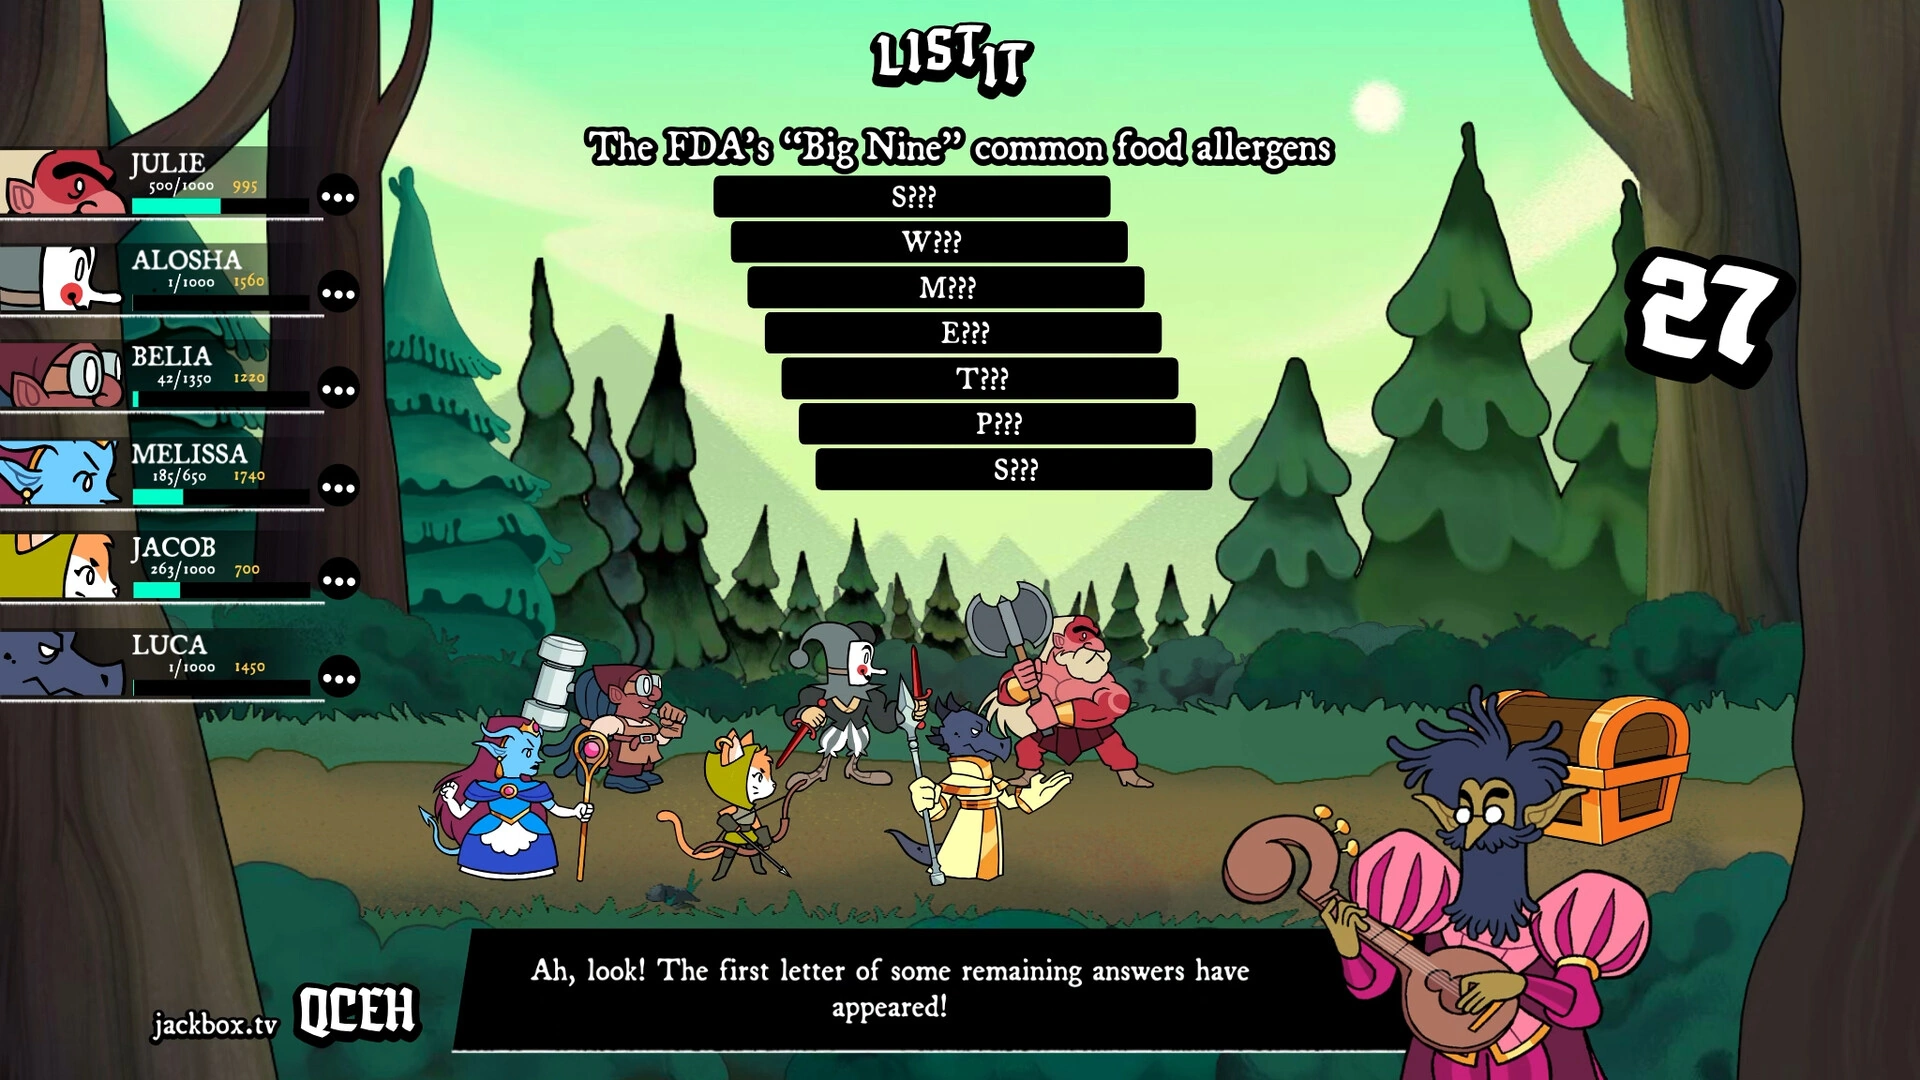 LIST IT
The FDA's “Big Nine” common food allergens
S???
W???
M???
E???
T???
P???
S???
27
JULIE
500/1000 995
ALOSHA
1/1000 1560
BELIA
42/1350 1220
MELISSA
185/650 1740
JACOB
263/1000 700
LUCA
1/1000 1450
Ah, look! The first letter of some remaining answers have
appeared!
jackbox.tv QCEH